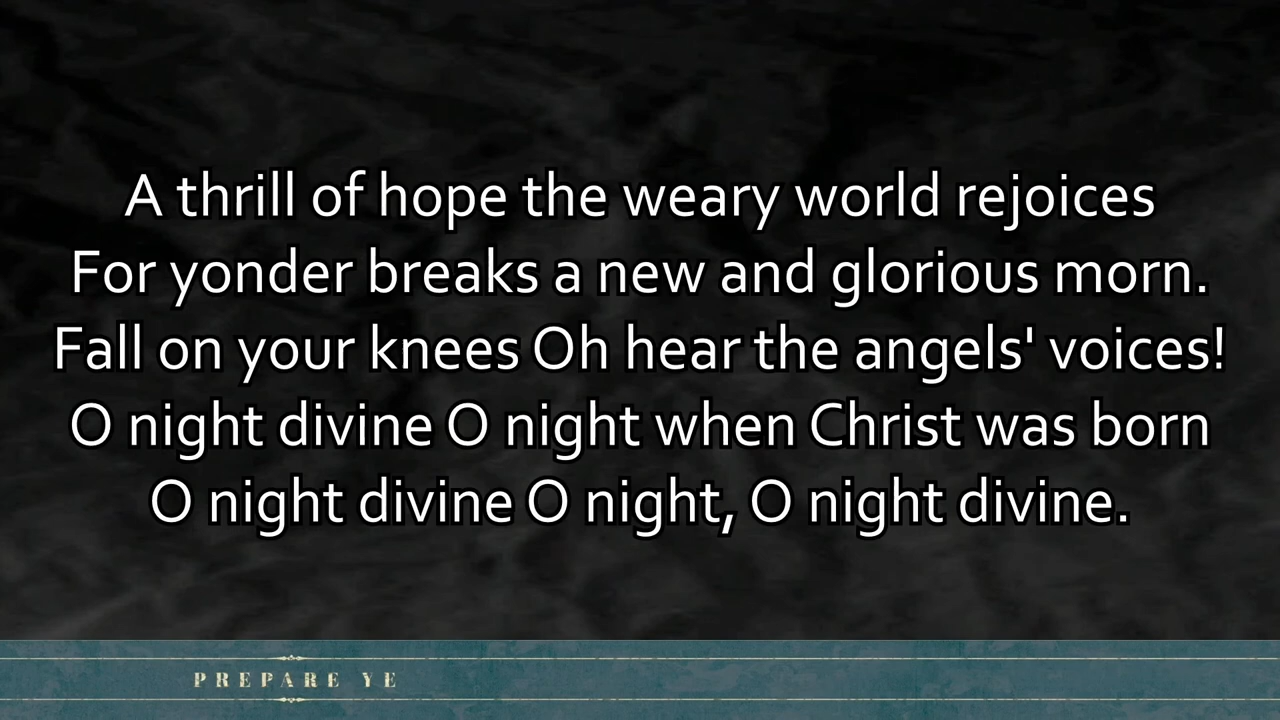 A thrill of hope the weary world rejoices
For yonder breaks a new and glorious morn.
Fall on your knees Oh hear the angels' voices!
O night divine O night when Christ was born
O night divine O night, O night divine.
PREPARE YE